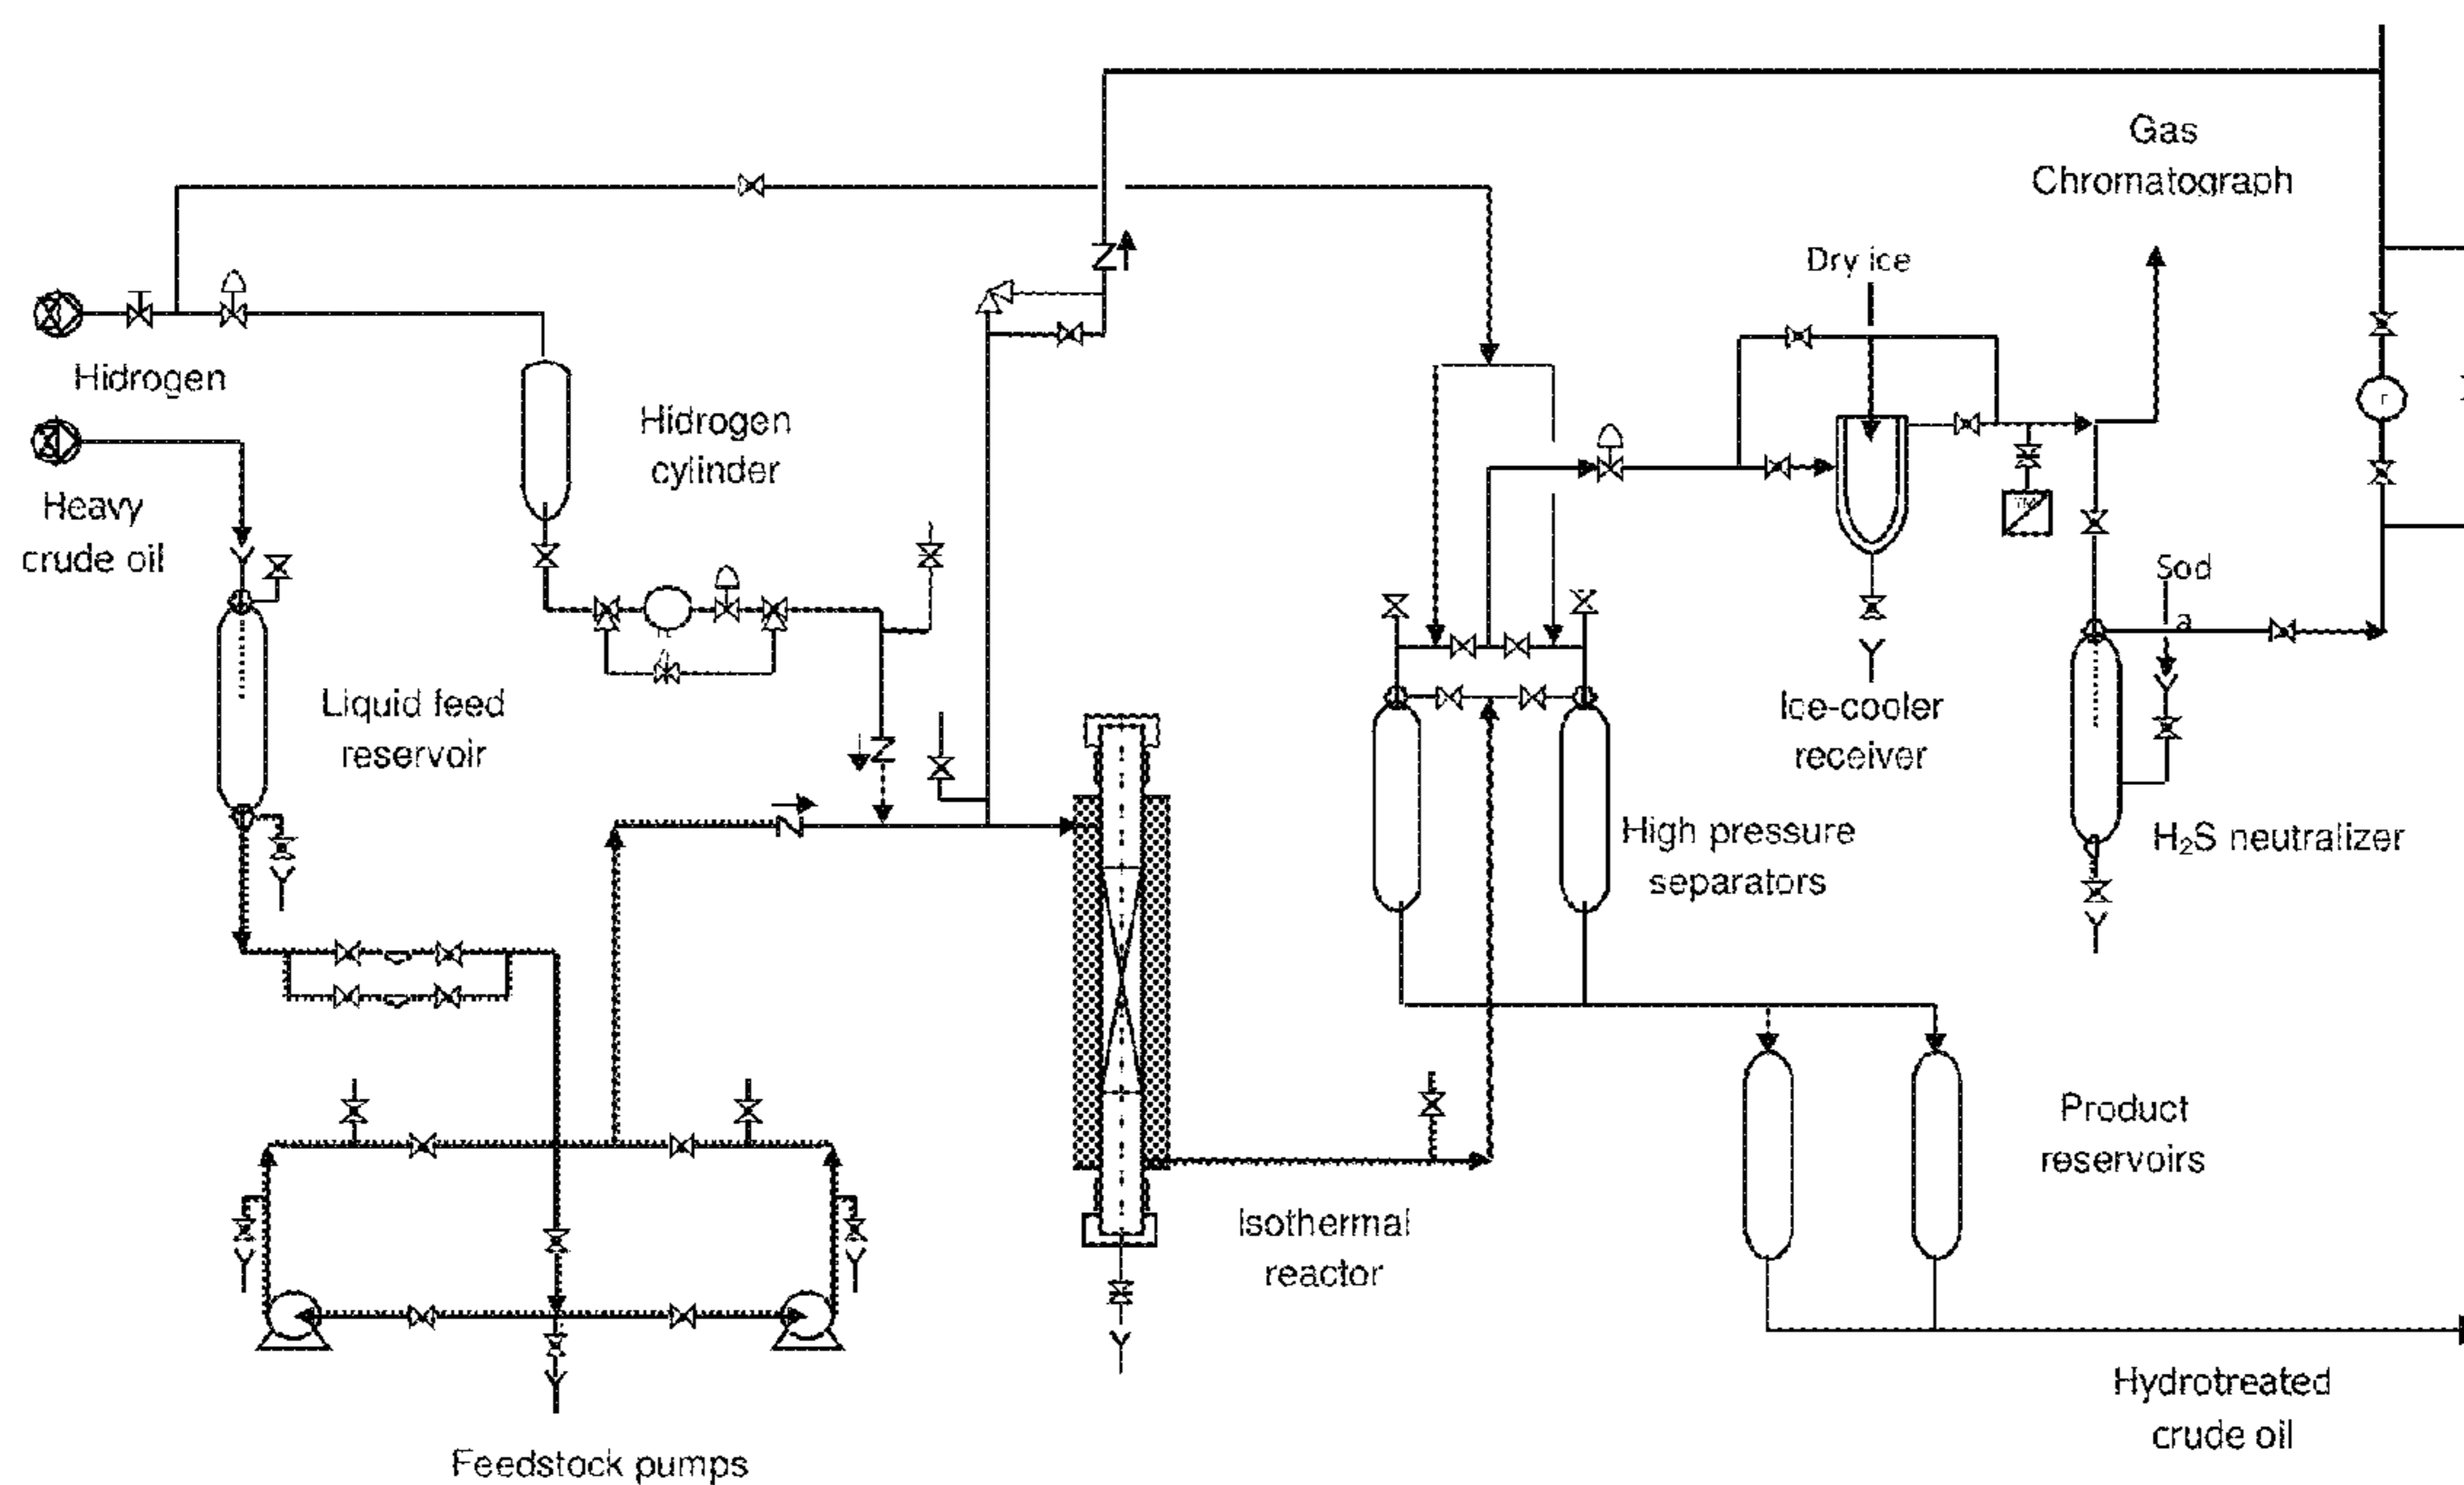 Gas
Chromatograph
Dry ice
Hidrogen
Hidrogen
cylinder
Heavy
crude oil
Sod
a
Liquid feed
reservoir
Ice-cooler
receiver
High pressure
separators
H₂S neutralizer
Product
reservoirs
Isothermal
reactor
Hydrotreated
crude oil
Feedstock pumps